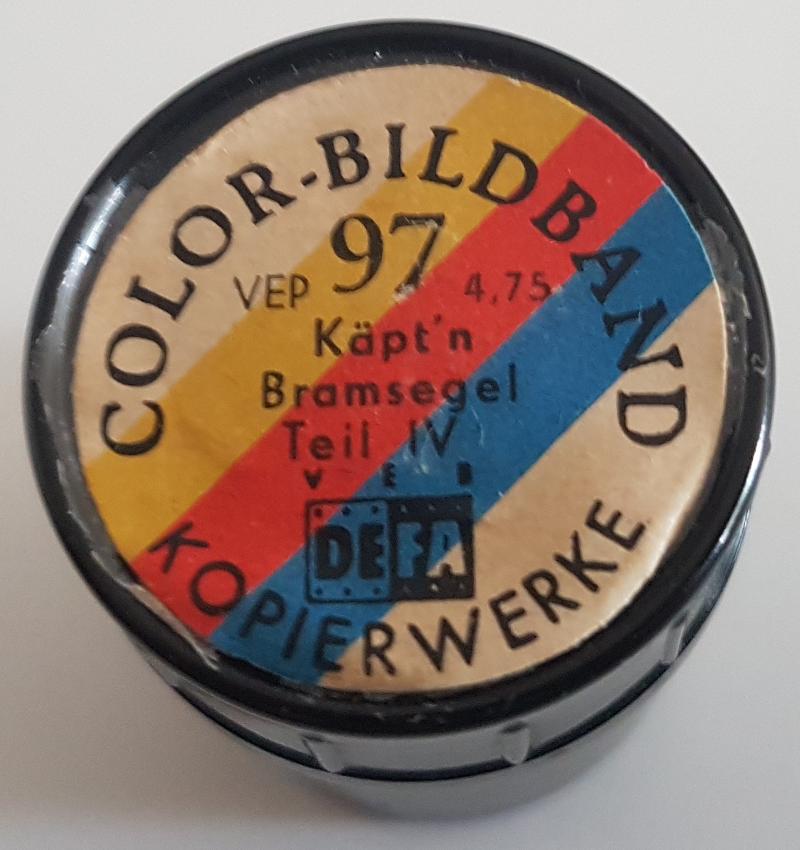 COLOR-BILDBAND
97
VEP 4,75
Käpt'n
Bramsegel
Teil IV
VEB
DEFA
KOPIERWERKE